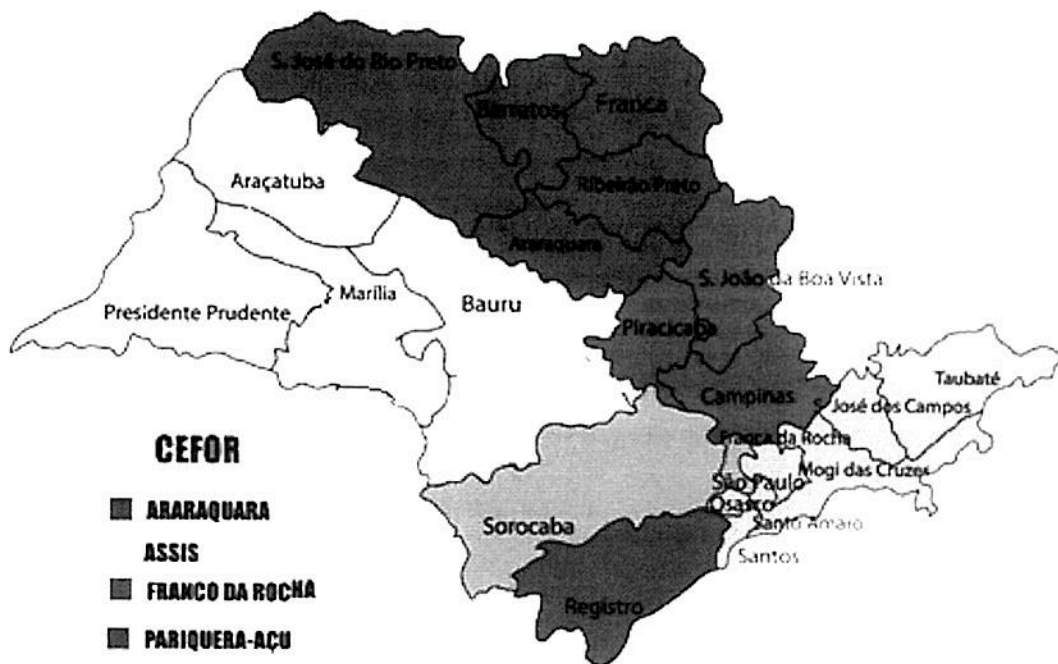 S. José do Rio Preto
Barretos
Franca
Araçatuba
Ribeirão Preto
Araraquara
S. João da Boa Vista
Presidente Prudente
Marília
Bauru
Piracicaba
Taubaté
Campinas
S. José dos Campos
Franca da Rocha
Mogi das Cruzes
São Paulo
Osasco
Sorocaba
Santo Amaro
Santos
Registro
CEFOR
ARARAQUARA
ASSIS
FRANCO DA ROCHA
PARIQUERA-AÇU